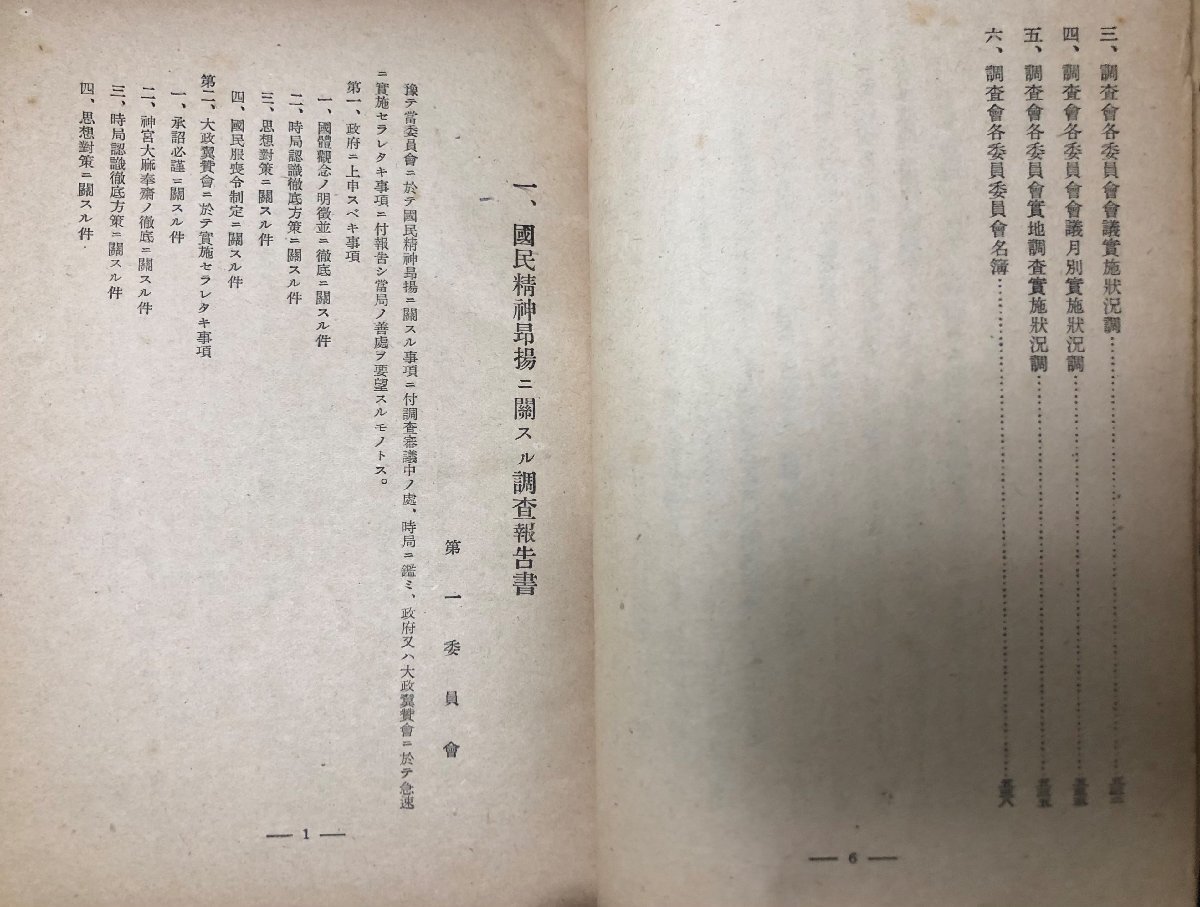 三、調査會各委員會會議實施狀況調
四、調査會各委員會會議月別實施狀況調
五、調査會各委員會實地調査實施狀況調
六、調査會各委員委員會名簿
— 6 —
一、國民精神昻揚ニ關スル調査報告書
第一委員會
豫テ當委員會ニ於テ國民精神昻揚ニ關スル事項ニ付調査審議中ノ處、時局ニ鑑ミ、政府又ハ大政翼贊會ニ於テ急速
ニ實施セラレタキ事項ニ付報吿シ當局ノ善處ヲ要望スルモノトス。
第一、政府ニ上申スベキ事項
一、國體觀念ノ明徵並ニ徹底ニ關スル件
二、時局認識徹底方策ニ關スル件
三、思想對策ニ關スル件
四、國民服喪令制定ニ關スル件
第二、大政翼贊會ニ於テ實施セラレタキ事項
一、承詔必謹ニ關スル件
二、神宮大麻奉齋ノ徹底ニ關スル件
三、時局認識徹底方策ニ關スル件
四、思想對策ニ關スル件
— 1 —